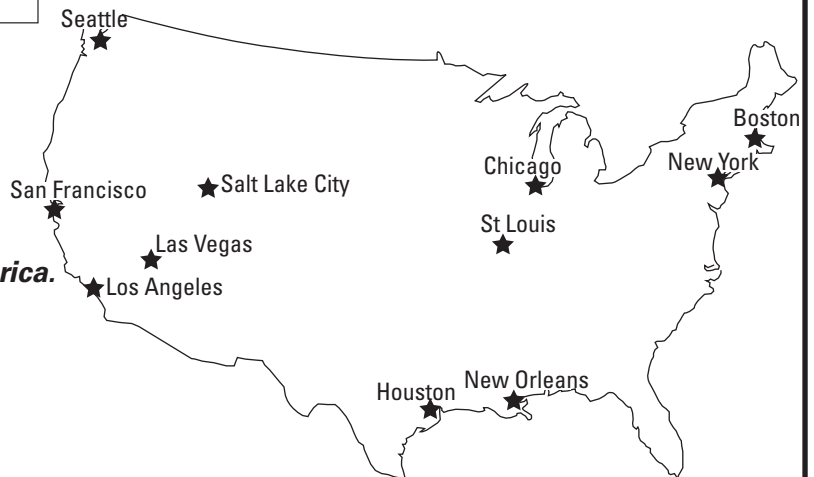 Seattle
Boston
Chicago
New York
San Francisco
Salt Lake City
St Louis
Las Vegas
rica.
Los Angeles
New Orleans
Houston